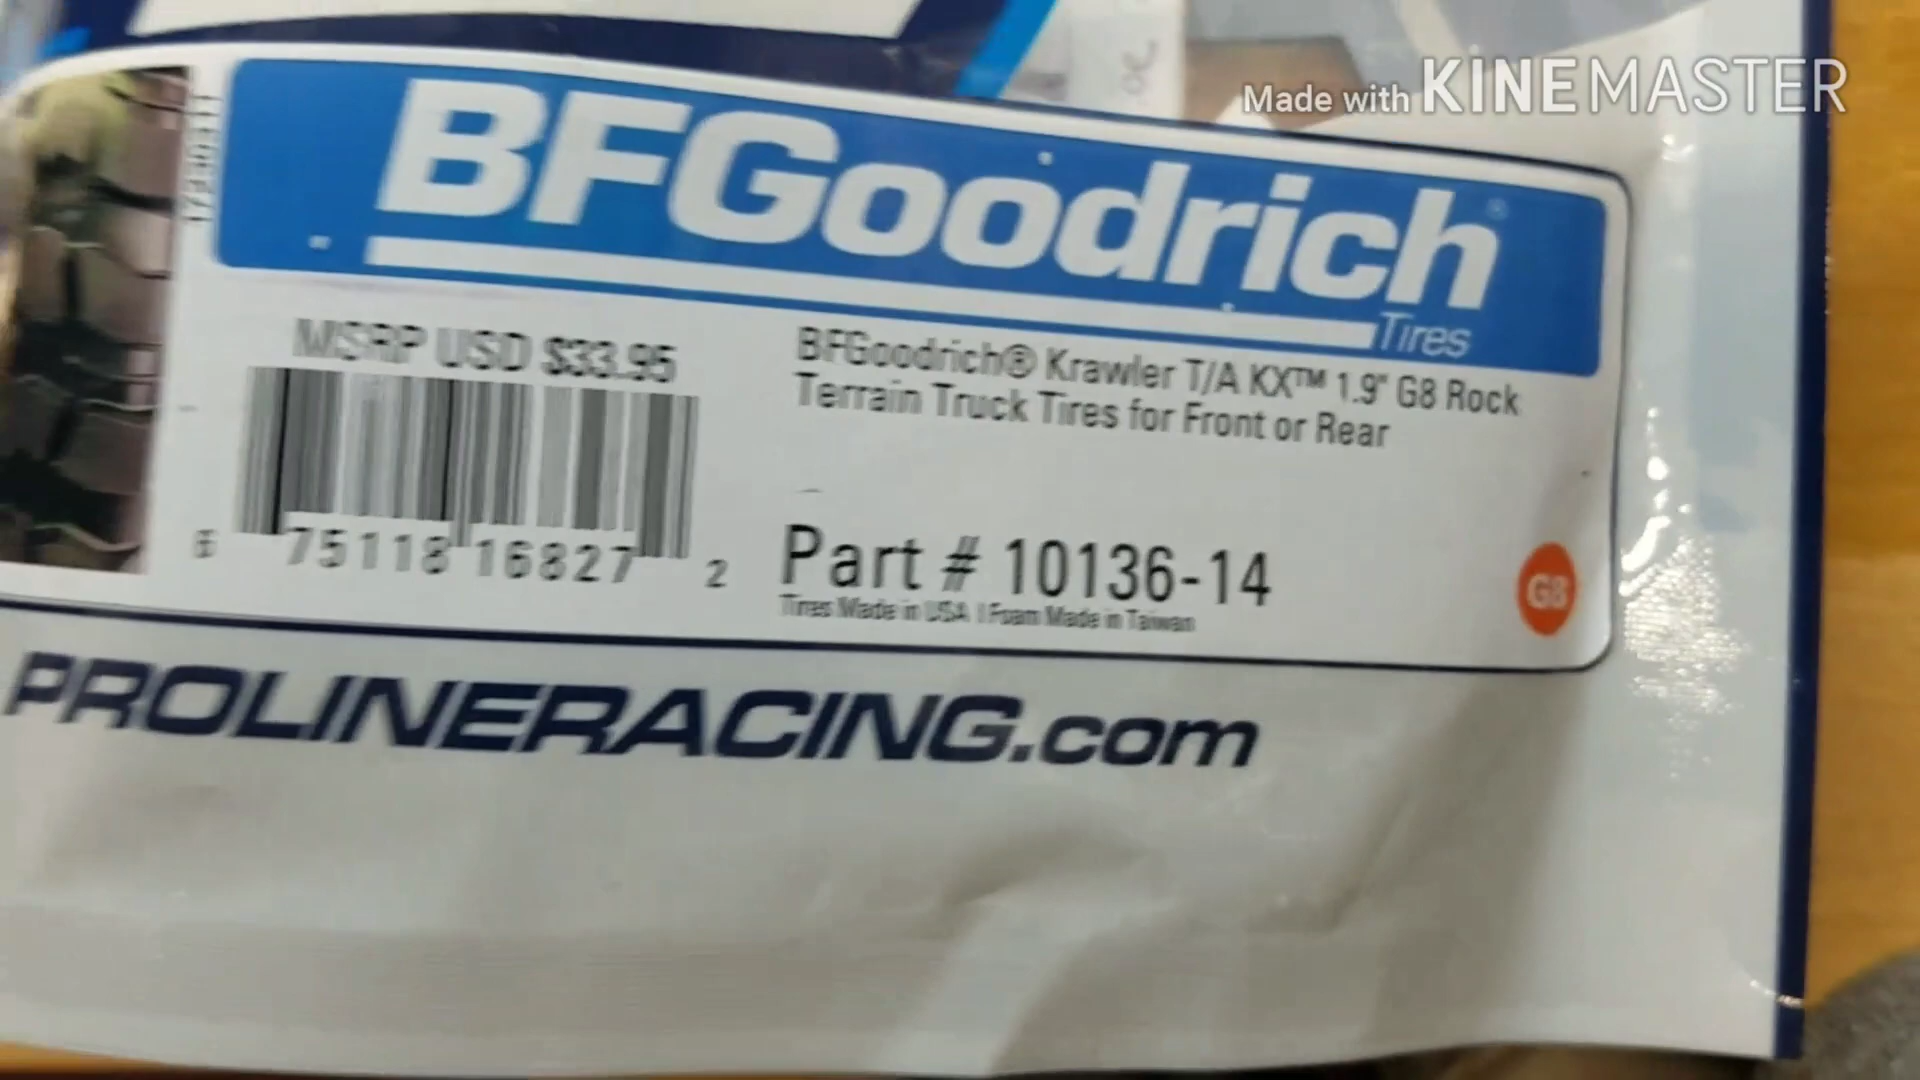 Made with KINEMASTER
BFGoodrich®
Tires
MSRP USD $33.95
BFGoodrich® Krawler T/A KX™ 1.9" G8 Rock
Terrain Truck Tires for Front or Rear
6 75118 16827 2
Part # 10136-14
Tires Made in USA | Foam Made in Taiwan
G8
PROLINERACING.com